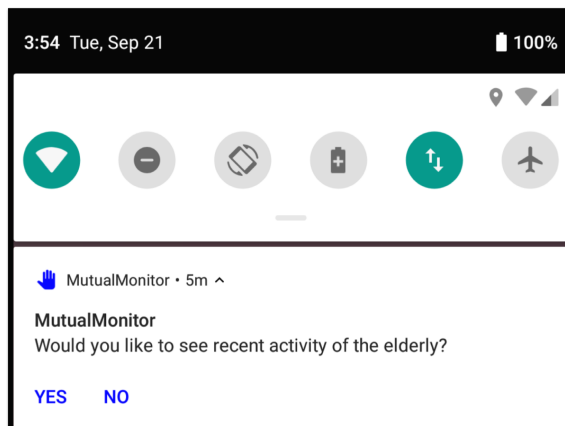 3:54 Tue, Sep 21 100%
MutualMonitor • 5m
MutualMonitor
Would you like to see recent activity of the elderly?
YES NO